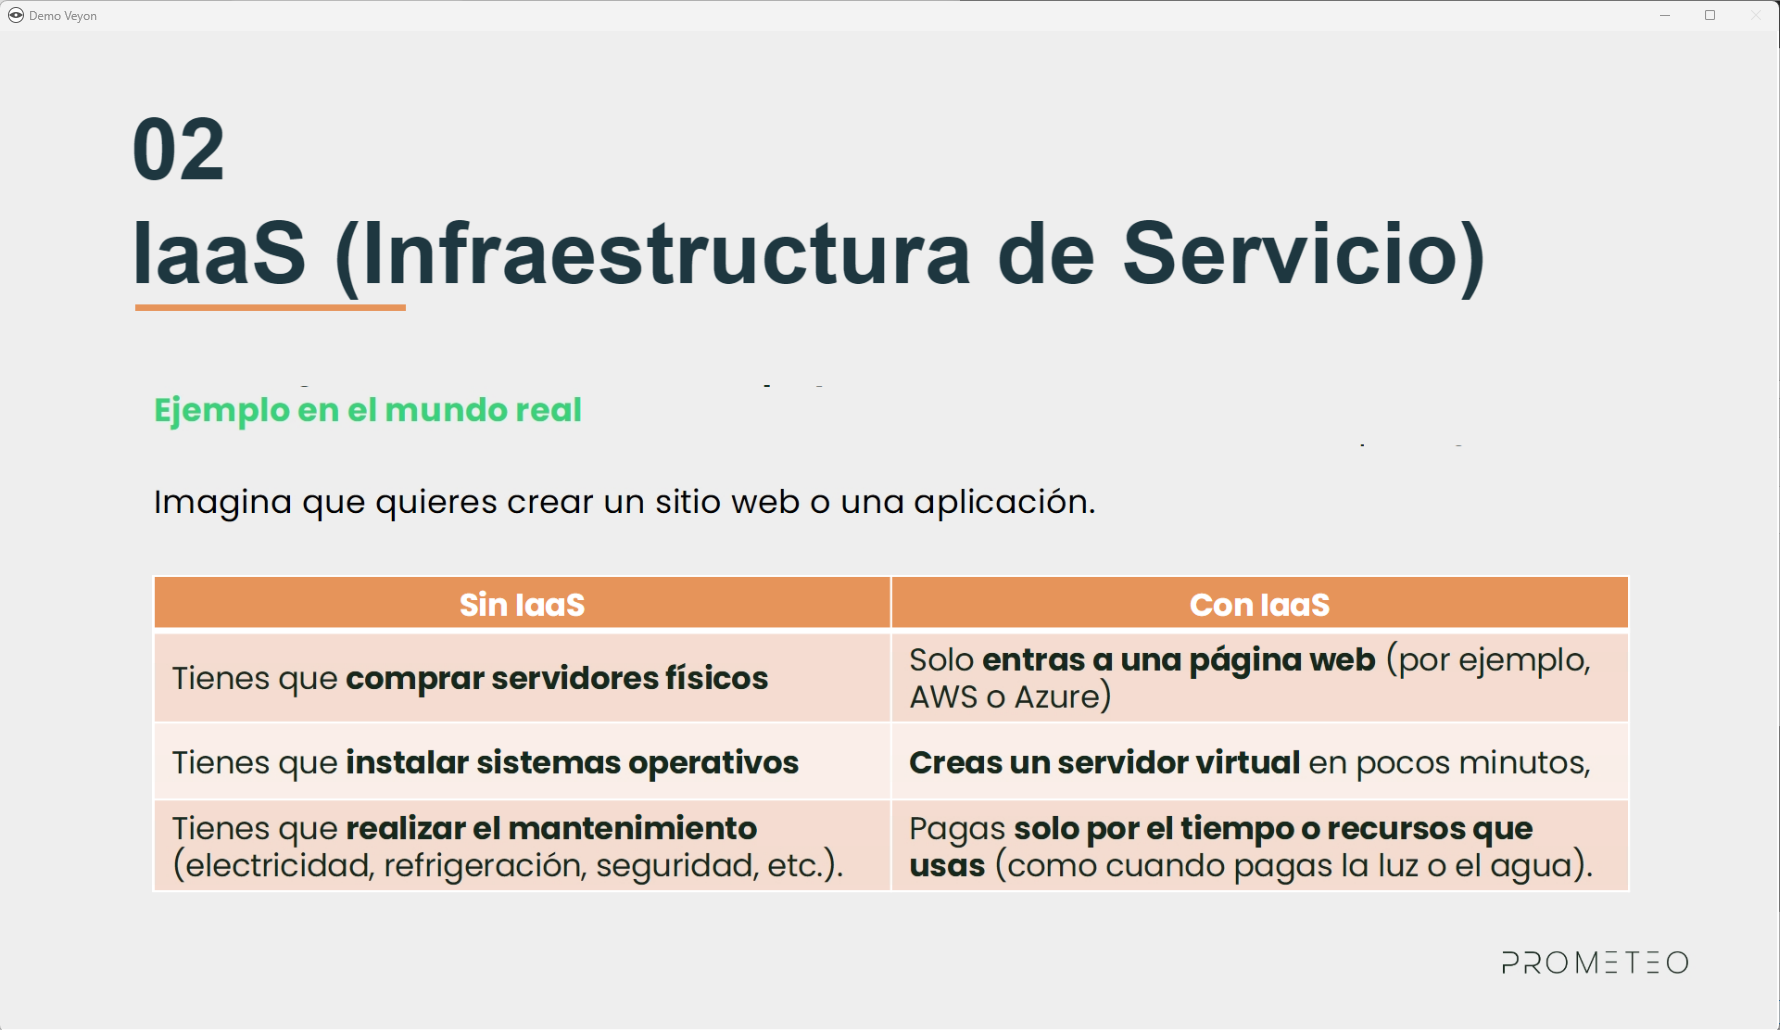 Demo Veyon
02
IaaS (Infraestructura de Servicio)
Ejemplo en el mundo real
Imagina que quieres crear un sitio web o una aplicación.
Sin IaaS
Con IaaS
Tienes que comprar servidores físicos
Solo entras a una página web (por ejemplo,
AWS o Azure)
Tienes que instalar sistemas operativos
Creas un servidor virtual en pocos minutos,
Tienes que realizar el mantenimiento
(electricidad, refrigeración, seguridad, etc.).
Pagas solo por el tiempo o recursos que
usas (como cuando pagas la luz o el agua).
PROMETEO